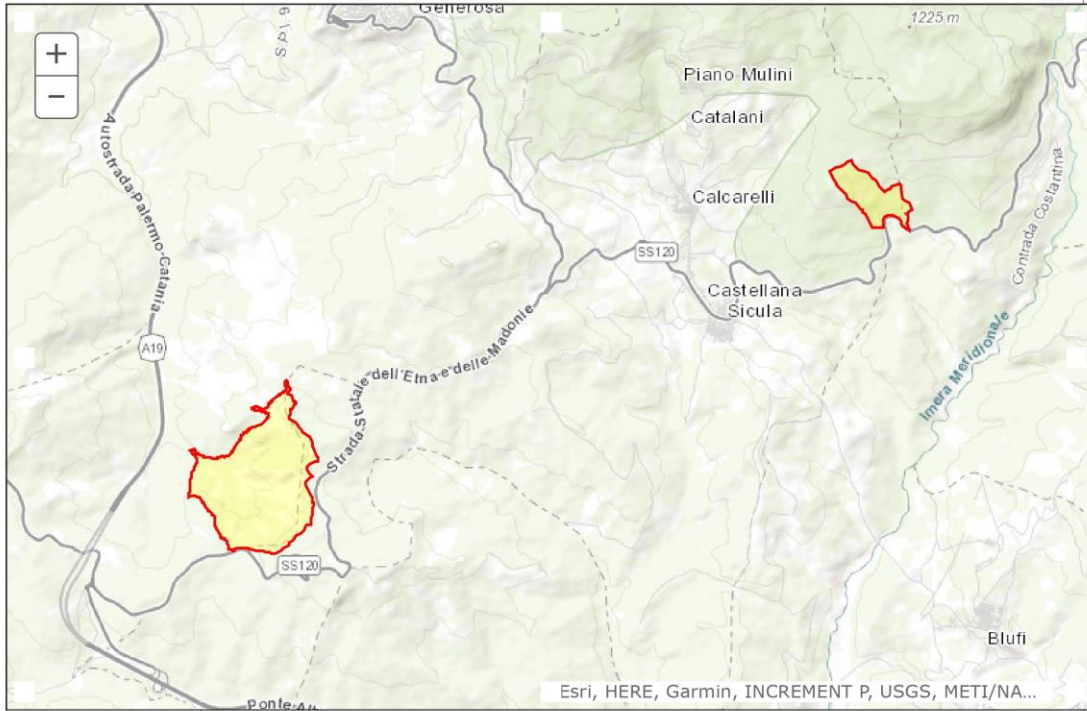 Generosa
1225 m
S.P. 9
+
−
Piano Mulini
Catalani
Autostrada-Palermo-Catania
Calcarelli
Contrada Costantina
SS120
Castellana
Sicula
Imera Meridionale
A19
Strada-Statale dell'Etna-e delle-Madonie
SS120
Blufi
Esri, HERE, Garmin, INCREMENT P, USGS, METI/NA...